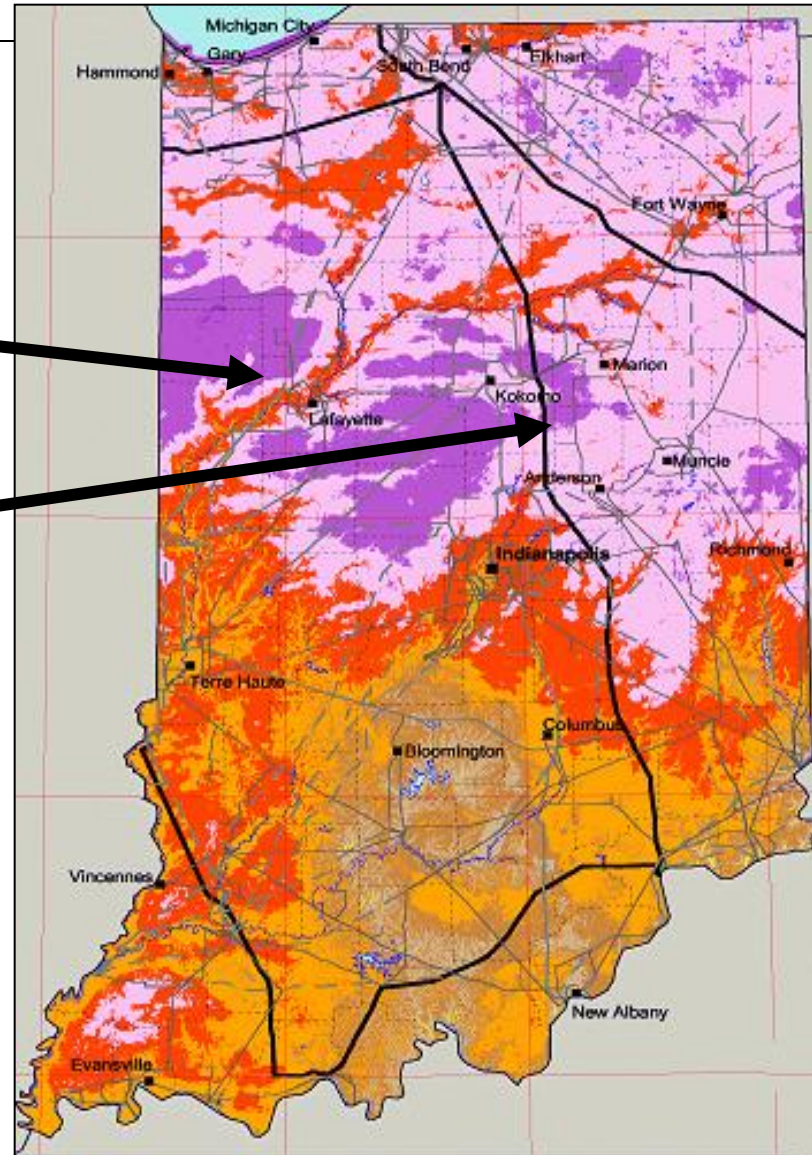 Michigan City
Gary
South Bend
Elkhart
Hammond
Fort Wayne
Marion
Kokomo
Lafayette
Muncie
Anderson
Indianapolis
Richmond
Terre Haute
Columbus
Bloomington
Vincennes
New Albany
Evansville